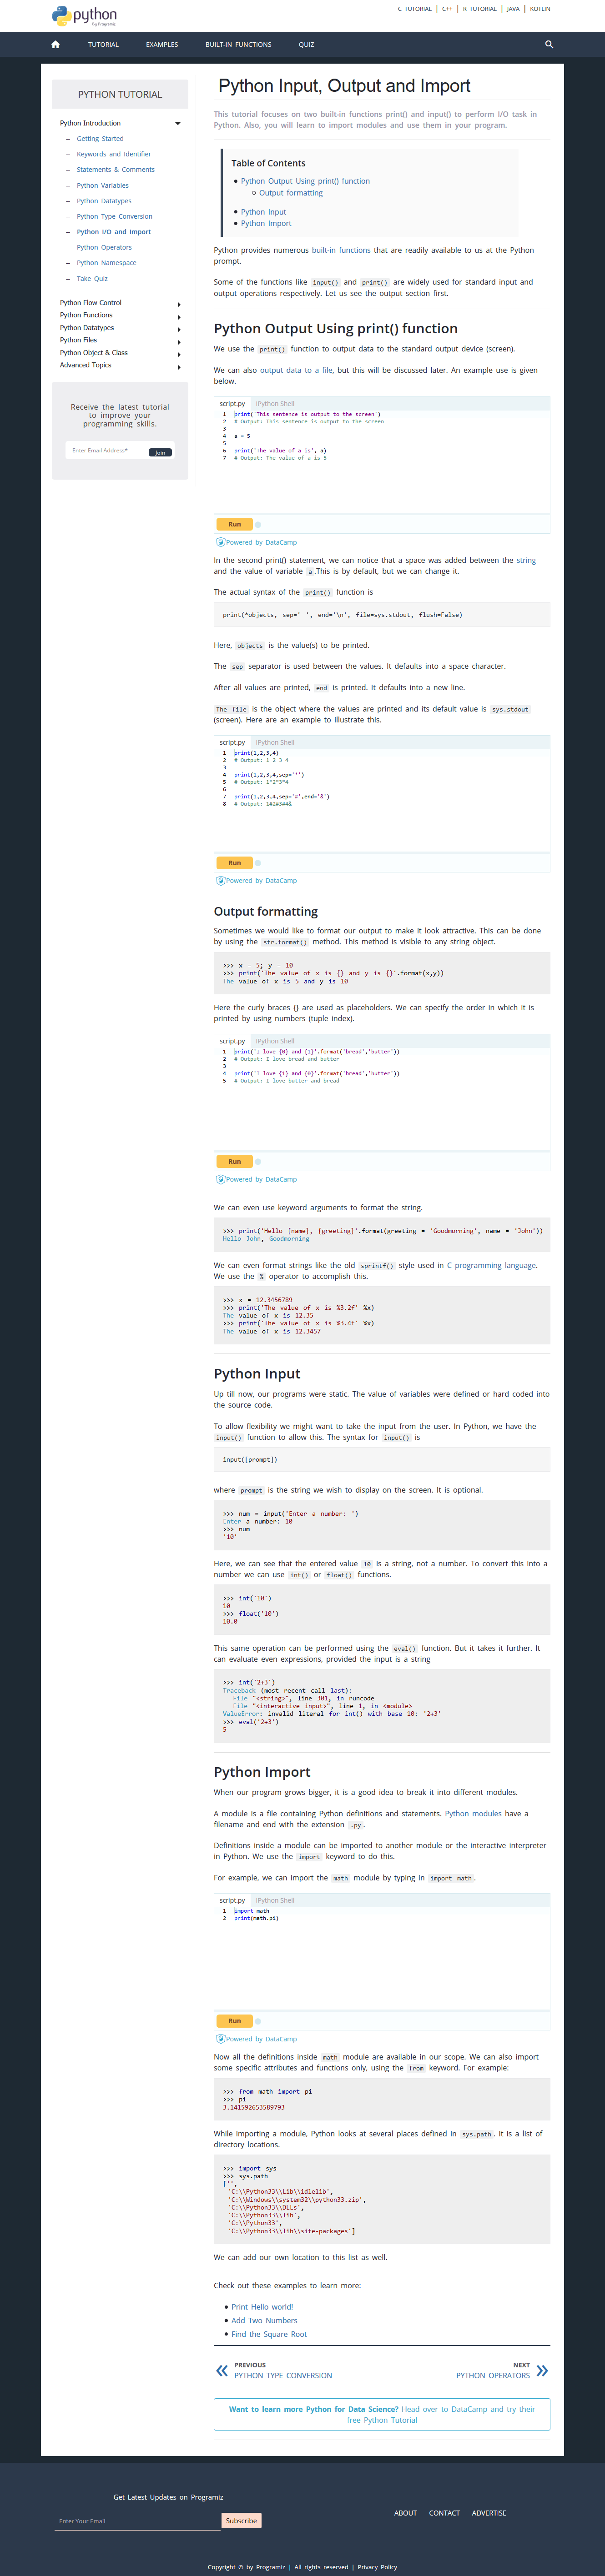 python
by Programiz
C TUTORIAL | C++ | R TUTORIAL | JAVA | KOTLIN
TUTORIAL EXAMPLES BUILT-IN FUNCTIONS QUIZ
PYTHON TUTORIAL
Python Introduction
-- Getting Started
-- Keywords and Identifier
-- Statements & Comments
-- Python Variables
-- Python Datatypes
-- Python Type Conversion
-- Python I/O and Import
-- Python Operators
-- Python Namespace
-- Take Quiz
Python Flow Control
Python Functions
Python Datatypes
Python Files
Python Object & Class
Advanced Topics
Receive the latest tutorial
to improve your
programming skills.
Enter Email Address* Join
Python Input, Output and Import
This tutorial focuses on two built-in functions print() and input() to perform I/O task in
Python. Also, you will learn to import modules and use them in your program.
Table of Contents
Python Output Using print() function
Output formatting
Python Input
Python Import
Python provides numerous built-in functions that are readily available to us at the Python
prompt.
Some of the functions like input() and print() are widely used for standard input and
output operations respectively. Let us see the output section first.
Python Output Using print() function
We use the print() function to output data to the standard output device (screen).
We can also output data to a file, but this will be discussed later. An example use is given
below.
script.py IPython Shell
1 print('This sentence is output to the screen')
2 # Output: This sentence is output to the screen
3
4 a = 5
5
6 print('The value of a is', a)
7 # Output: The value of a is 5
Run
Powered by DataCamp
In the second print() statement, we can notice that a space was added between the string
and the value of variable a.This is by default, but we can change it.
The actual syntax of the print() function is
print(*objects, sep=' ', end='\n', file=sys.stdout, flush=False)
Here, objects is the value(s) to be printed.
The sep separator is used between the values. It defaults into a space character.
After all values are printed, end is printed. It defaults into a new line.
The file is the object where the values are printed and its default value is sys.stdout
(screen). Here are an example to illustrate this.
script.py IPython Shell
1 print(1,2,3,4)
2 # Output: 1 2 3 4
3
4 print(1,2,3,4,sep='*')
5 # Output: 1*2*3*4
6
7 print(1,2,3,4,sep='#',end='&')
8 # Output: 1#2#3#4&
Run
Powered by DataCamp
Output formatting
Sometimes we would like to format our output to make it look attractive. This can be done
by using the str.format() method. This method is visible to any string object.
>>> x = 5; y = 10
>>> print('The value of x is {} and y is {}'.format(x,y))
The value of x is 5 and y is 10
Here the curly braces {} are used as placeholders. We can specify the order in which it is
printed by using numbers (tuple index).
script.py IPython Shell
1 print('I love {0} and {1}'.format('bread','butter'))
2 # Output: I love bread and butter
3
4 print('I love {1} and {0}'.format('bread','butter'))
5 # Output: I love butter and bread
Run
Powered by DataCamp
We can even use keyword arguments to format the string.
>>> print('Hello {name}, {greeting}'.format(greeting = 'Goodmorning', name = 'John'))
Hello John, Goodmorning
We can even format strings like the old sprintf() style used in C programming language.
We use the % operator to accomplish this.
>>> x = 12.3456789
>>> print('The value of x is %3.2f' %x)
The value of x is 12.35
>>> print('The value of x is %3.4f' %x)
The value of x is 12.3457
Python Input
Up till now, our programs were static. The value of variables were defined or hard coded into
the source code.
To allow flexibility we might want to take the input from the user. In Python, we have the
input() function to allow this. The syntax for input() is
input([prompt])
where prompt is the string we wish to display on the screen. It is optional.
>>> num = input('Enter a number: ')
Enter a number: 10
>>> num
'10'
Here, we can see that the entered value 10 is a string, not a number. To convert this into a
number we can use int() or float() functions.
>>> int('10')
10
>>> float('10')
10.0
This same operation can be performed using the eval() function. But it takes it further. It
can evaluate even expressions, provided the input is a string
>>> int('2+3')
Traceback (most recent call last):
File "<string>", line 301, in runcode
File "<interactive input>", line 1, in <module>
ValueError: invalid literal for int() with base 10: '2+3'
>>> eval('2+3')
5
Python Import
When our program grows bigger, it is a good idea to break it into different modules.
A module is a file containing Python definitions and statements. Python modules have a
filename and end with the extension .py.
Definitions inside a module can be imported to another module or the interactive interpreter
in Python. We use the import keyword to do this.
For example, we can import the math module by typing in import math.
script.py IPython Shell
1 import math
2 print(math.pi)
Run
Powered by DataCamp
Now all the definitions inside math module are available in our scope. We can also import
some specific attributes and functions only, using the from keyword. For example:
>>> from math import pi
>>> pi
3.141592653589793
While importing a module, Python looks at several places defined in sys.path. It is a list of
directory locations.
>>> import sys
>>> sys.path
['',
'C:\\Python33\\Lib\\idlelib',
'C:\\Windows\\system32\\python33.zip',
'C:\\Python33\\DLLs',
'C:\\Python33\\lib',
'C:\\Python33',
'C:\\Python33\\lib\\site-packages']
We can add our own location to this list as well.
Check out these examples to learn more:
Print Hello world!
Add Two Numbers
Find the Square Root
PREVIOUS
PYTHON TYPE CONVERSION
NEXT
PYTHON OPERATORS
Want to learn more Python for Data Science? Head over to DataCamp and try their
free Python Tutorial
Get Latest Updates on Programiz
Enter Your Email Subscribe
ABOUT CONTACT ADVERTISE
Copyright © by Programiz | All rights reserved | Privacy Policy